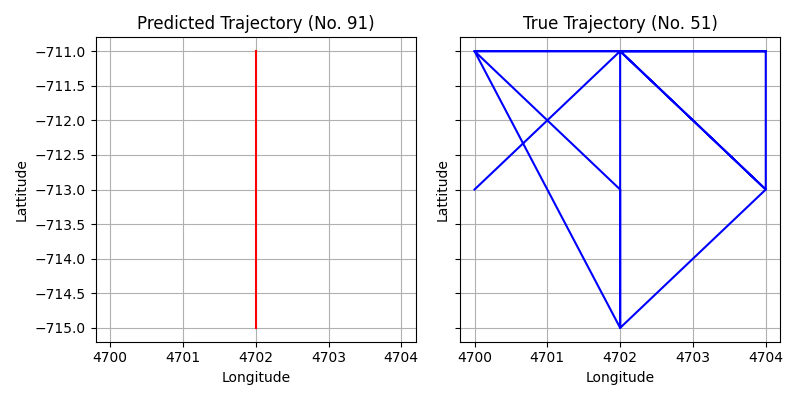 Predicted Trajectory (No. 91)
True Trajectory (No. 51)
Lattitude
−711.0
−711.5
−712.0
−712.5
−713.0
−713.5
−714.0
−714.5
−715.0
4700 4701 4702 4703 4704
Longitude
Lattitude
4700 4701 4702 4703 4704
Longitude